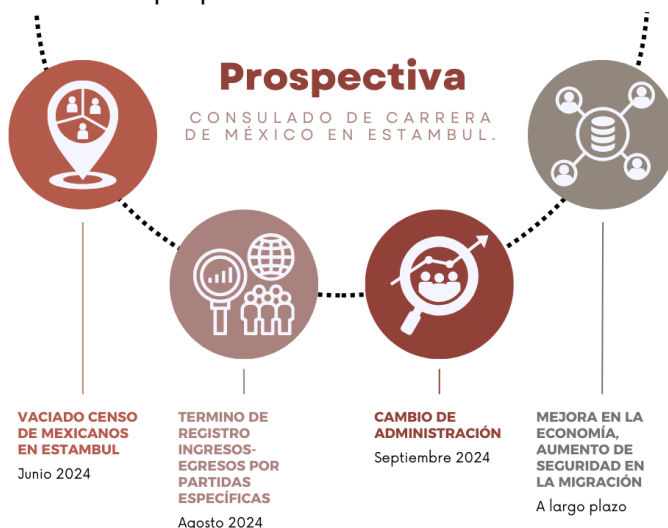 Prospectiva
CONSULADO DE CARRERA
DE MÉXICO EN ESTAMBUL.
VACIADO CENSO
DE MEXICANOS
EN ESTAMBUL
Junio 2024
TERMINO DE
REGISTRO
INGRESOS-
EGRESOS POR
PARTIDAS
ESPECÍFICAS
Agosto 2024
CAMBIO DE
ADMINISTRACIÓN
Septiembre 2024
MEJORA EN LA
ECONOMÍA,
AUMENTO DE
SEGURIDAD EN
LA MIGRACIÓN
A largo plazo